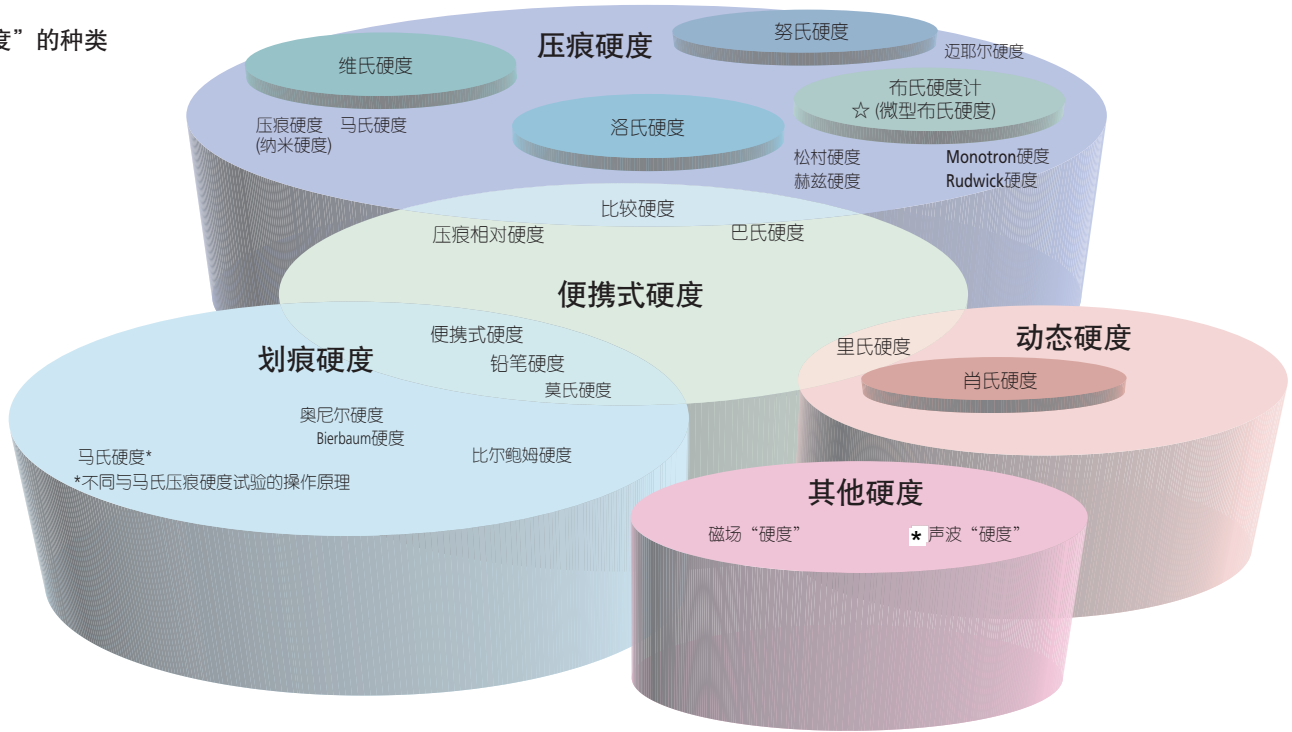 度”的种类
压痕硬度
努氏硬度
迈耶尔硬度
维氏硬度
布氏硬度计
☆ (微型布氏硬度)
压痕硬度 马氏硬度
(纳米硬度)
洛氏硬度
松村硬度 Monotron硬度
赫兹硬度 Rudwick硬度
比较硬度
压痕相对硬度 巴氏硬度
便携式硬度
便携式硬度
铅笔硬度
莫氏硬度
里氏硬度
动态硬度
肖氏硬度
划痕硬度
奥尼尔硬度
Bierbaum硬度
比尔鲍姆硬度
马氏硬度*
*不同与马氏压痕硬度试验的操作原理
其他硬度
磁场“硬度” *声波“硬度”